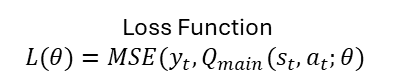 Loss Function
L(θ) = MSE(y_t, Q_main (s_t, a_t; θ)